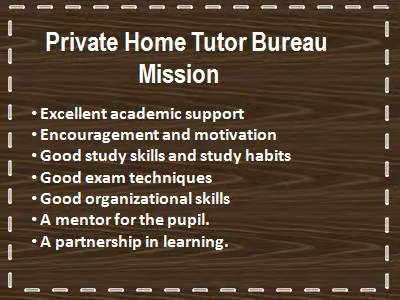 Private Home Tutor Bureau
Mission
• Excellent academic support
• Encouragement and motivation
• Good study skills and study habits
• Good exam techniques
• Good organizational skills
• A mentor for the pupil.
• A partnership in learning.